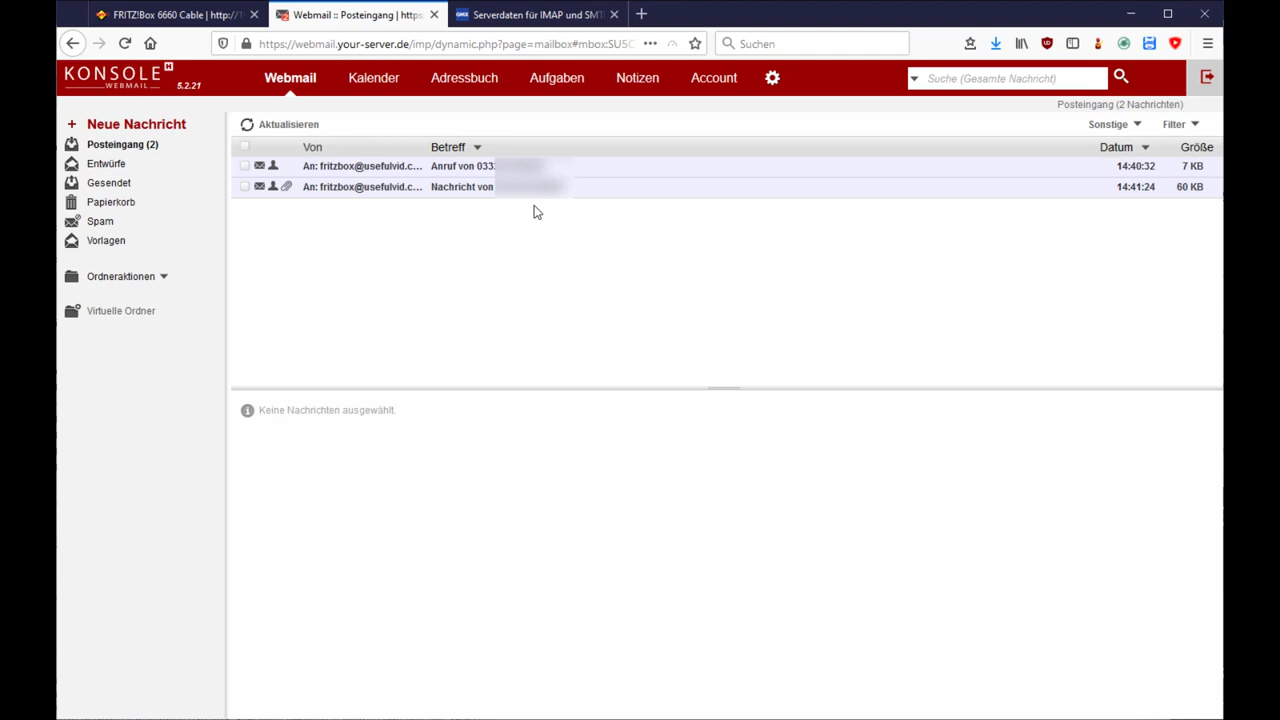 FRITZ!Box 6660 Cable | http://1
Webmail :: Posteingang | https:
Serverdaten für IMAP und SMT
https://webmail.your-server.de/imp/dynamic.php?page=mailbox#mbox:SU5C
Suchen
KONSOLE H
WEBMAIL 5.2.21
Webmail Kalender Adressbuch Aufgaben Notizen Account
Suche (Gesamte Nachricht)
Posteingang (2 Nachrichten)
+ Neue Nachricht
Posteingang (2)
Entwürfe
Gesendet
Papierkorb
Spam
Vorlagen
Ordneraktionen
Virtuelle Ordner
Aktualisieren Sonstige Filter
Von Betreff Datum Größe
An: fritzbox@usefulvid.c... Anruf von 033 14:40:32 7 KB
An: fritzbox@usefulvid.c... Nachricht von 14:41:24 60 KB
Keine Nachrichten ausgewählt.